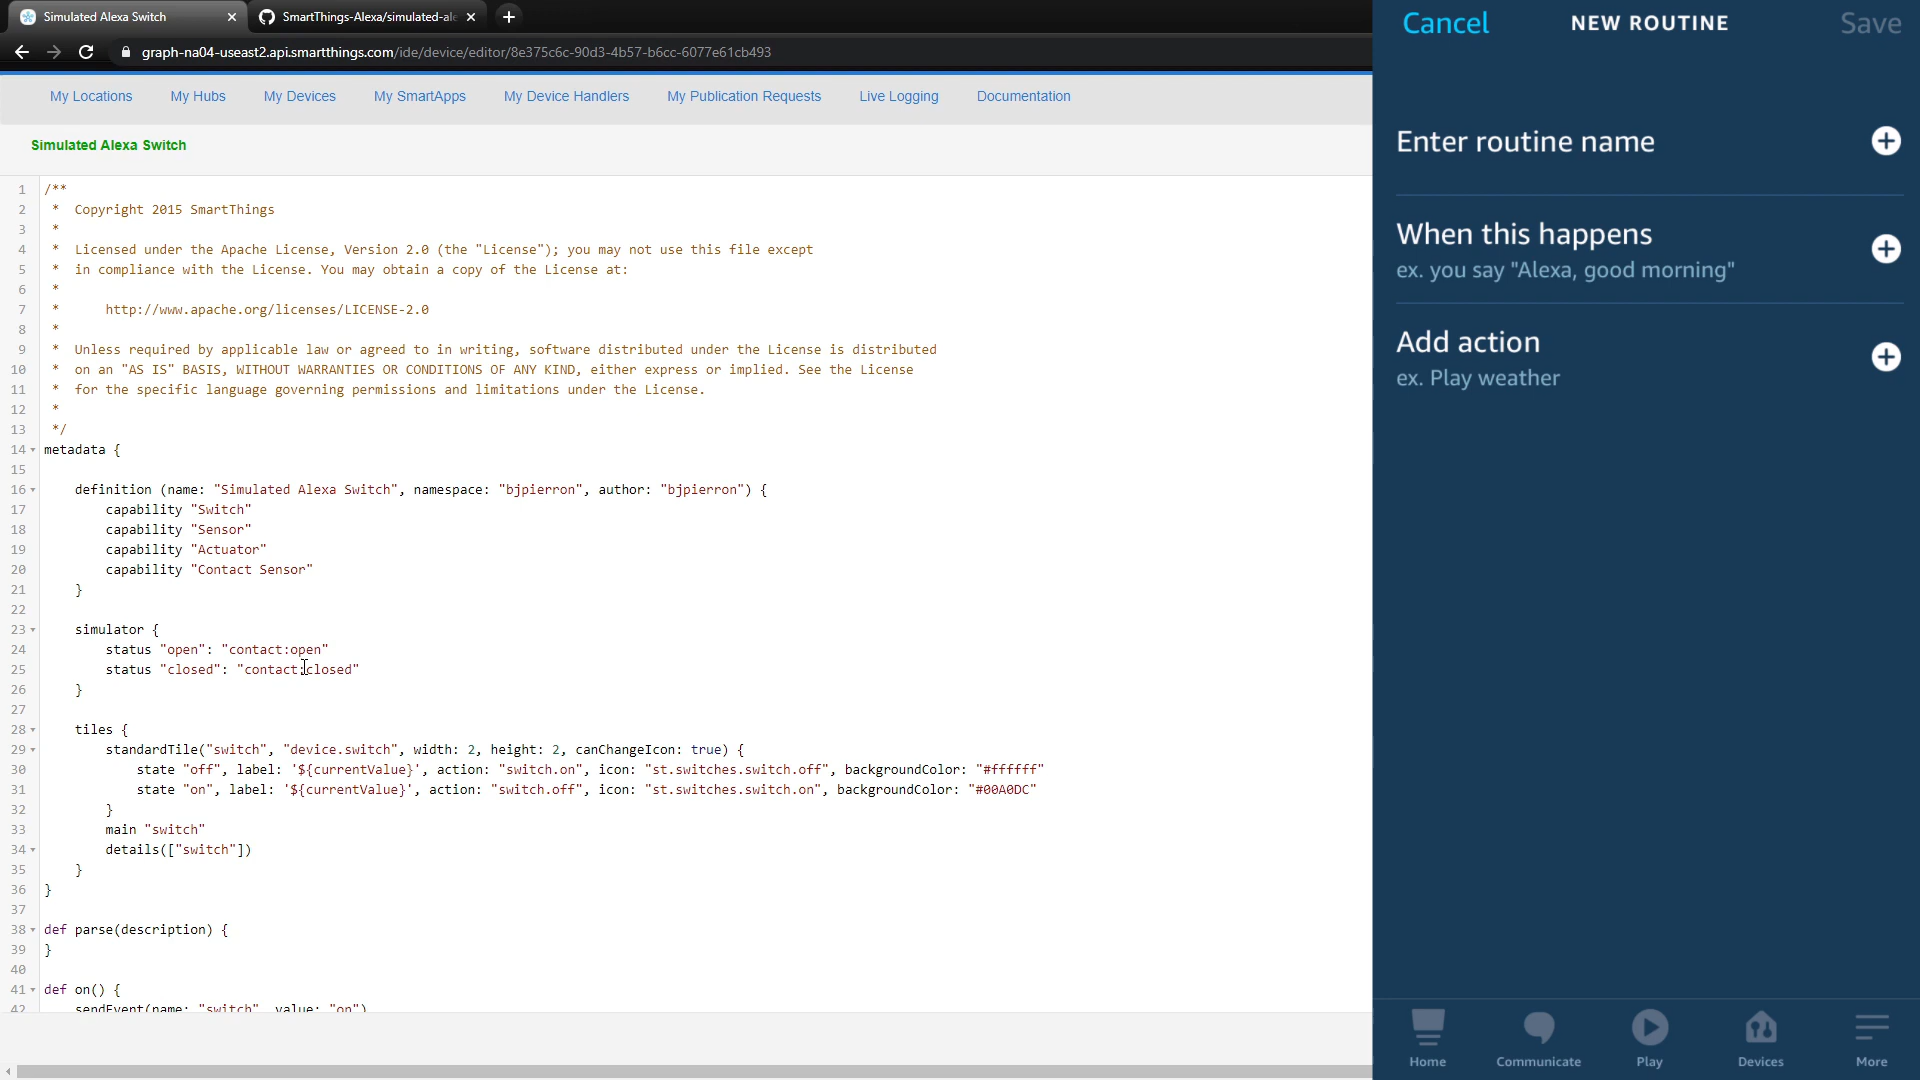 Simulated Alexa Switch
SmartThings-Alexa/simulated-ale
graph-na04-useast2.api.smartthings.com/ide/device/editor/8e375c6c-90d3-4b57-b6cc-6077e61cb493
My Locations My Hubs My Devices My SmartApps My Device Handlers My Publication Requests Live Logging Documentation
Simulated Alexa Switch
1 /**
2 * Copyright 2015 SmartThings
3 *
4 * Licensed under the Apache License, Version 2.0 (the "License"); you may not use this file except
5 * in compliance with the License. You may obtain a copy of the License at:
6 *
7 * http://www.apache.org/licenses/LICENSE-2.0
8 *
9 * Unless required by applicable law or agreed to in writing, software distributed under the License is distributed
10 * on an "AS IS" BASIS, WITHOUT WARRANTIES OR CONDITIONS OF ANY KIND, either express or implied. See the License
11 * for the specific language governing permissions and limitations under the License.
12 *
13 */
14 metadata {
15
16 definition (name: "Simulated Alexa Switch", namespace: "bjpierron", author: "bjpierron") {
17 capability "Switch"
18 capability "Sensor"
19 capability "Actuator"
20 capability "Contact Sensor"
21 }
22
23 simulator {
24 status "open": "contact:open"
25 status "closed": "contact:closed"
26 }
27
28 tiles {
29 standardTile("switch", "device.switch", width: 2, height: 2, canChangeIcon: true) {
30 state "off", label: '${currentValue}', action: "switch.on", icon: "st.switches.switch.off", backgroundColor: "#ffffff"
31 state "on", label: '${currentValue}', action: "switch.off", icon: "st.switches.switch.on", backgroundColor: "#00A0DC"
32 }
33 main "switch"
34 details(["switch"])
35 }
36 }
37
38 def parse(description) {
39 }
40
41 def on() {
42 sendEvent(name: "switch", value: "on")
Cancel NEW ROUTINE Save
Enter routine name
When this happens
ex. you say "Alexa, good morning"
Add action
ex. Play weather
Home Communicate Play Devices More